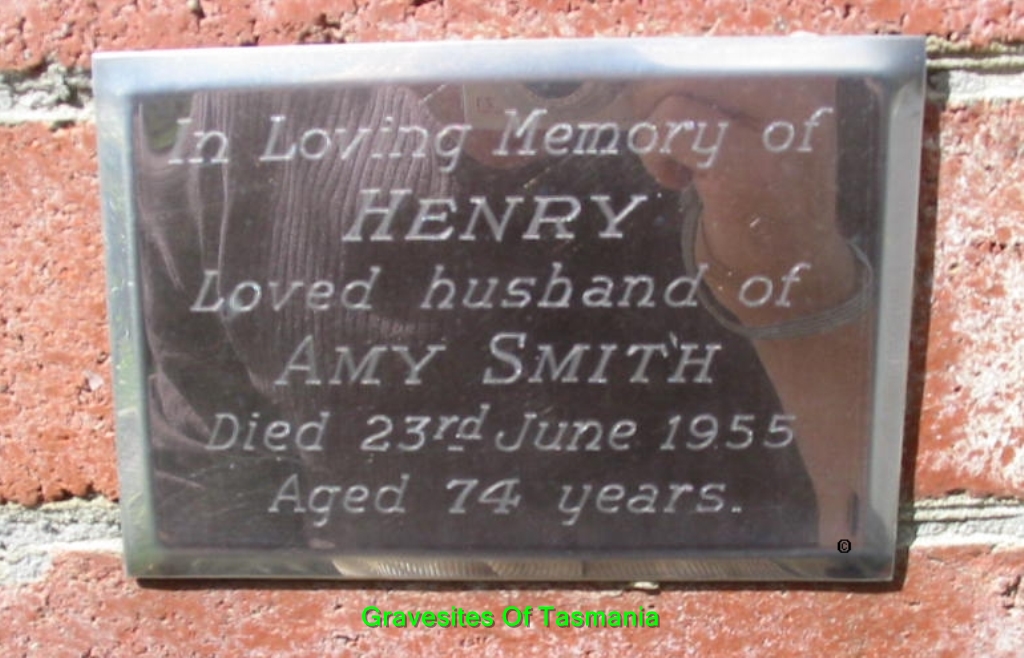 In Loving Memory of
HENRY
Loved husband of
AMY SMITH
Died 23rd June 1955
Aged 74 years.
©
Gravesites Of Tasmania